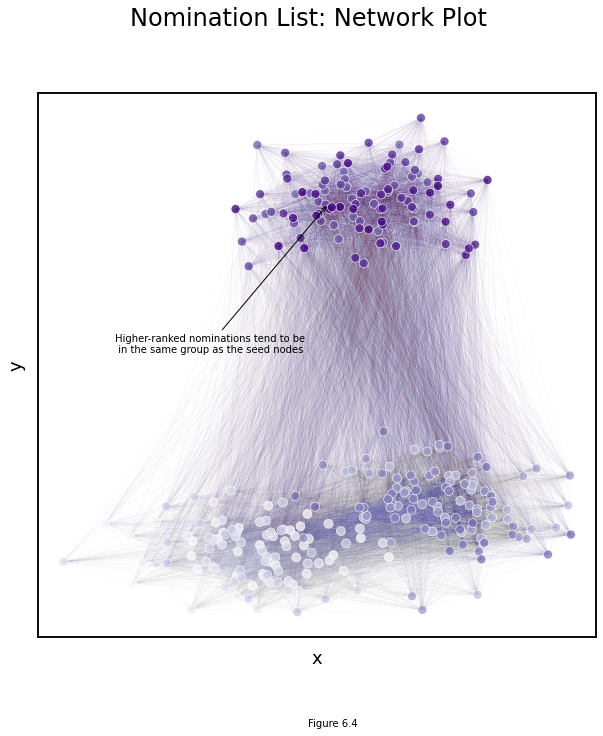 Nomination List: Network Plot
Higher-ranked nominations tend to be
in the same group as the seed nodes
y
x
Figure 6.4